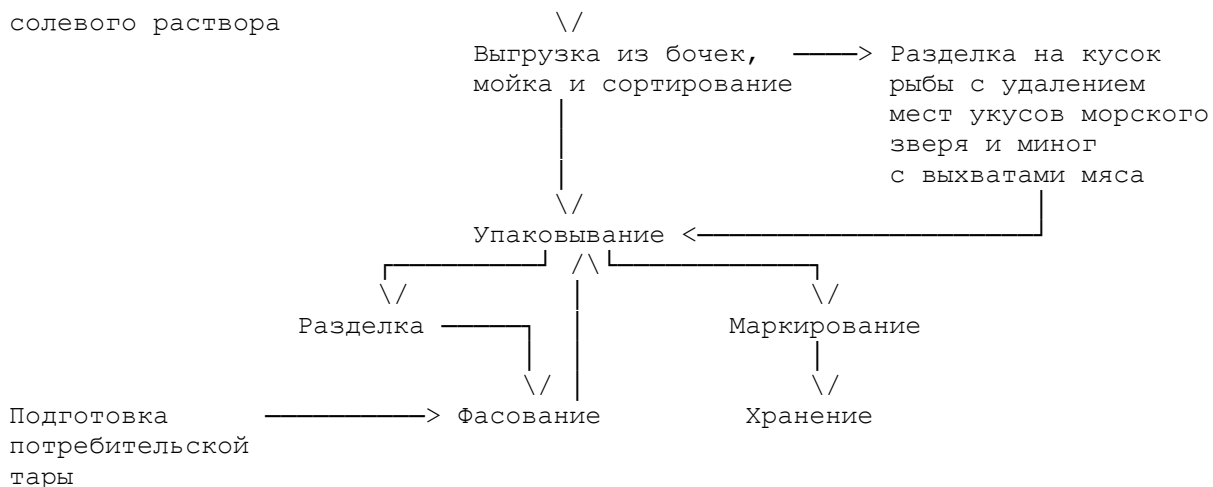 солевого раствора
Выгрузка из бочек,
мойка и сортирование
Разделка на кусок
рыбы с удалением
мест укусов морского
зверя и миног
с выхватами мяса
Упаковывание
Разделка
Маркирование
Подготовка
потребительской
тары
Фасование
Хранение